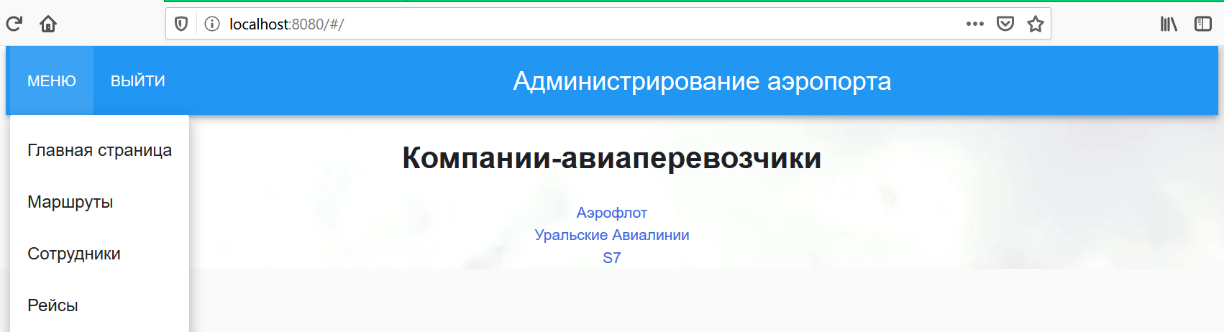 localhost:8080/#/
МЕНЮ ВЫЙТИ Администрирование аэропорта
Главная страница
Маршруты
Сотрудники
Рейсы
Компании-авиаперевозчики
Аэрофлот
Уральские Авиалинии
S7